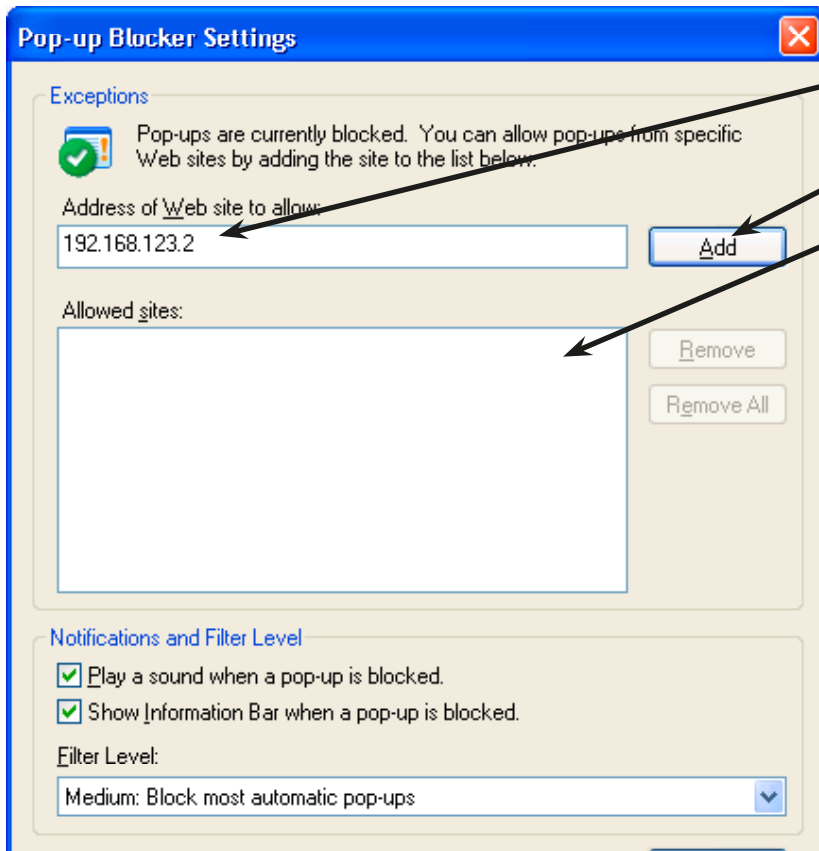 Pop-up Blocker Settings
Exceptions
Pop-ups are currently blocked. You can allow pop-ups from specific
Web sites by adding the site to the list below.
Address of Web site to allow:
192.168.123.2
Add
Allowed sites:
Remove
Remove All
Notifications and Filter Level
Play a sound when a pop-up is blocked.
Show Information Bar when a pop-up is blocked.
Filter Level:
Medium: Block most automatic pop-ups